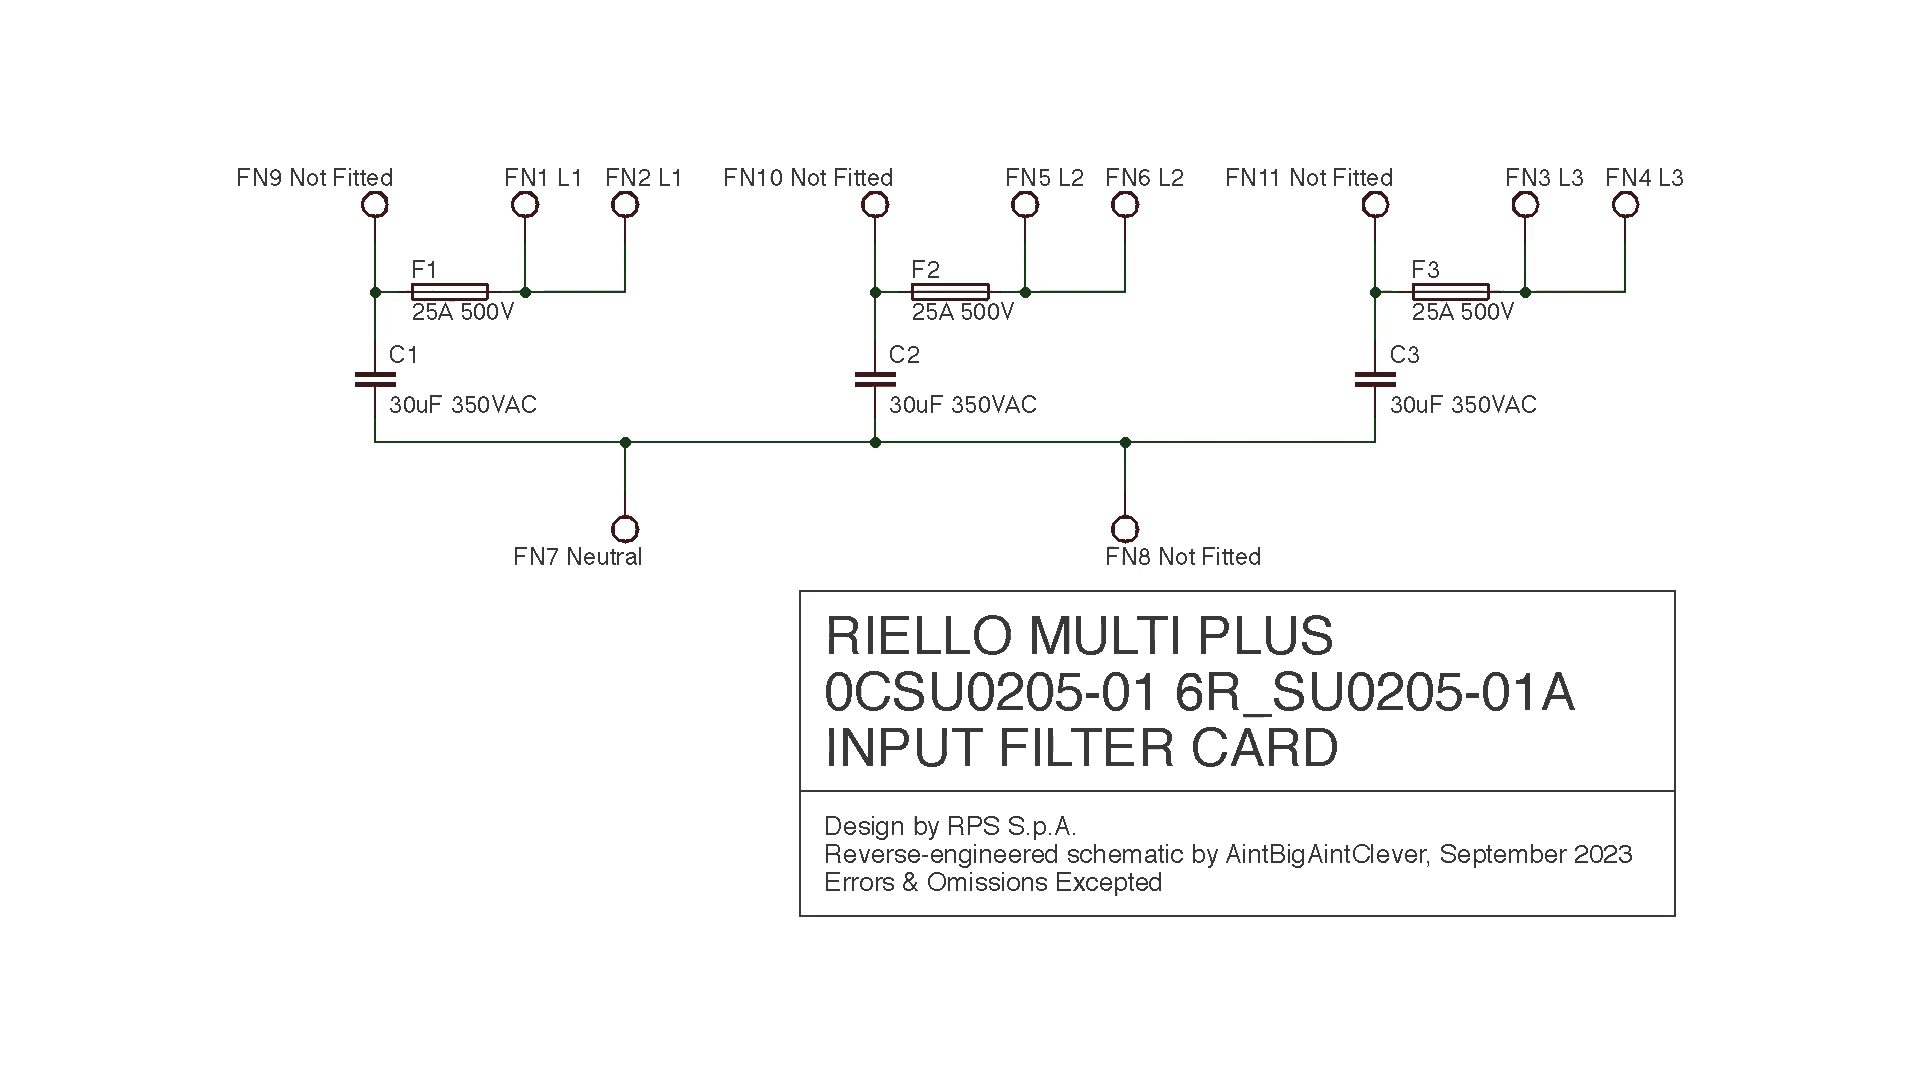 FN9 Not Fitted
FN1 L1
FN2 L1
FN10 Not Fitted
FN5 L2
FN6 L2
FN11 Not Fitted
FN3 L3
FN4 L3
F1
25A 500V
F2
25A 500V
F3
25A 500V
C1
30uF 350VAC
C2
30uF 350VAC
C3
30uF 350VAC
FN7 Neutral
FN8 Not Fitted
RIELLO MULTI PLUS
0CSU0205-01 6R_SU0205-01A
INPUT FILTER CARD
Design by RPS S.p.A.
Reverse-engineered schematic by AintBigAintClever, September 2023
Errors & Omissions Excepted